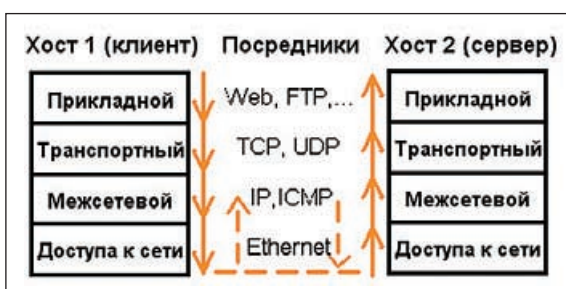 Хост 1 (клиент) Посредники Хост 2 (сервер)
Прикладной Web, FTP,... Прикладной
Транспортный TCP, UDP Транспортный
Межсетевой IP,ICMP Межсетевой
Доступа к сети Ethernet Доступа к сети